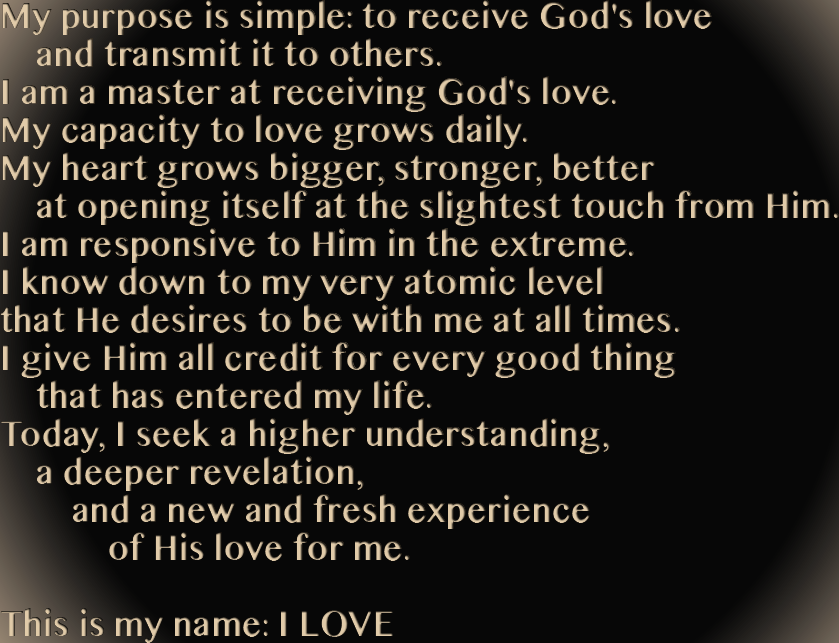 My purpose is simple: to receive God's love
and transmit it to others.
I am a master at receiving God's love.
My capacity to love grows daily.
My heart grows bigger, stronger, better
at opening itself at the slightest touch from Him.
I am responsive to Him in the extreme.
I know down to my very atomic level
that He desires to be with me at all times.
I give Him all credit for every good thing
that has entered my life.
Today, I seek a higher understanding,
a deeper revelation,
and a new and fresh experience
of His love for me.
This is my name: I LOVE